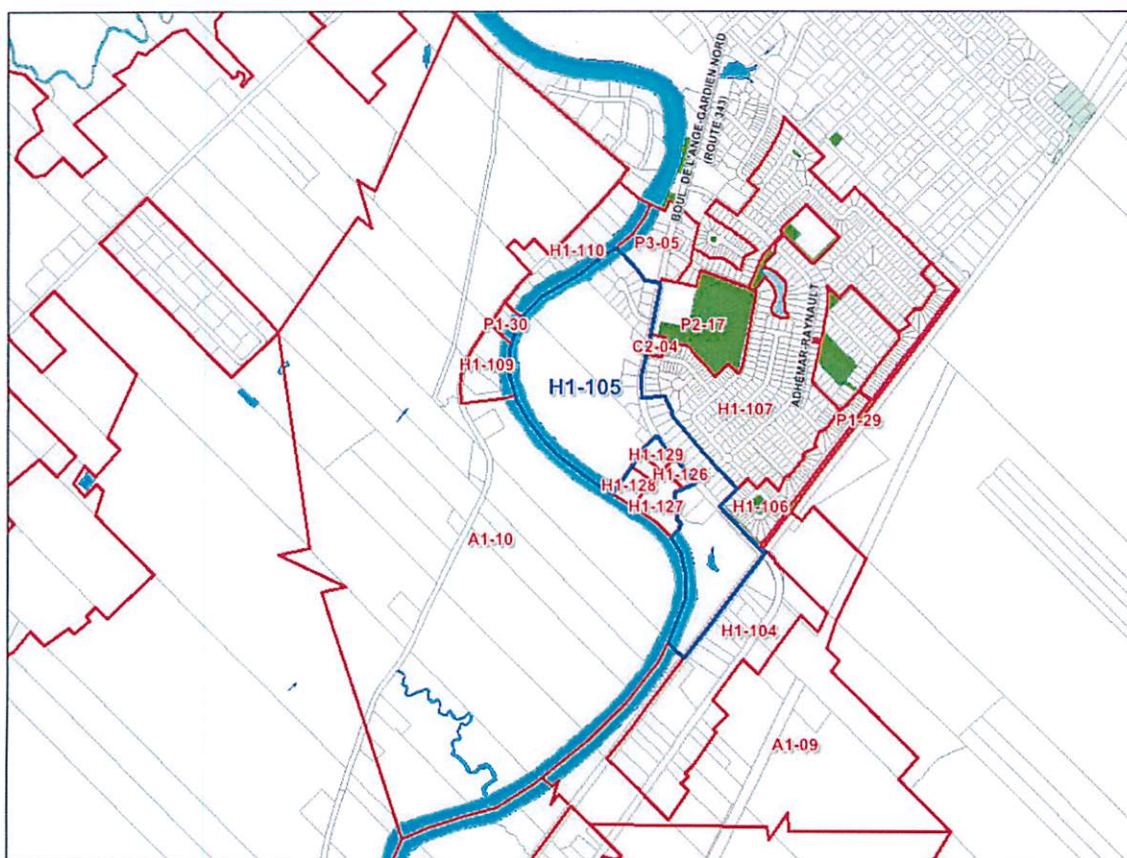 BOUL. DE L'ANGE-GARDIEN NORD
(ROUTE 343)
H1-110
P3-05
P1-30
P2-17
C2-04
H1-109
H1-105
ADHÉMAR-RAYNAULT
H1-107
P1-29
H1-129
H1-126
H1-128
H1-127
H1-106
A1-10
H1-104
A1-09